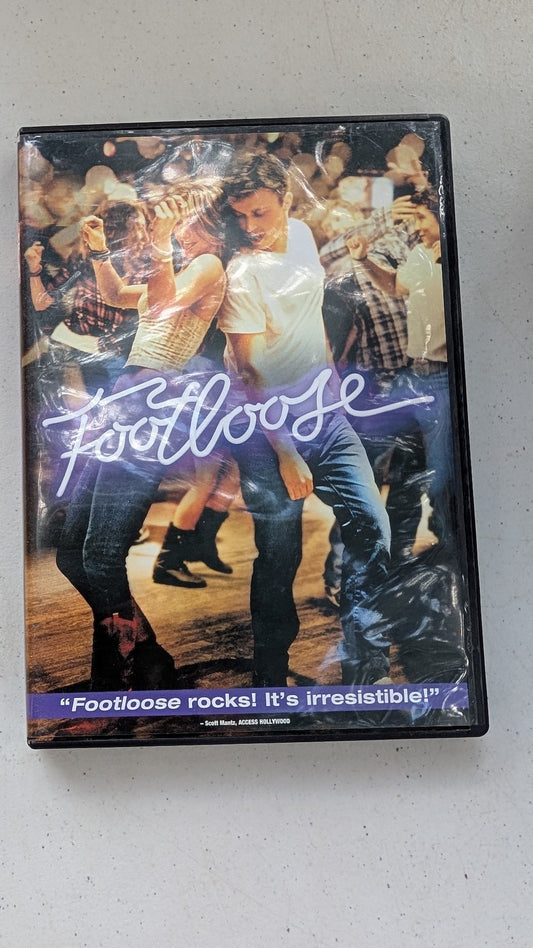 Footloose
“Footloose rocks! It's irresistible!”
– Scott Mantz, ACCESS HOLLYWOOD